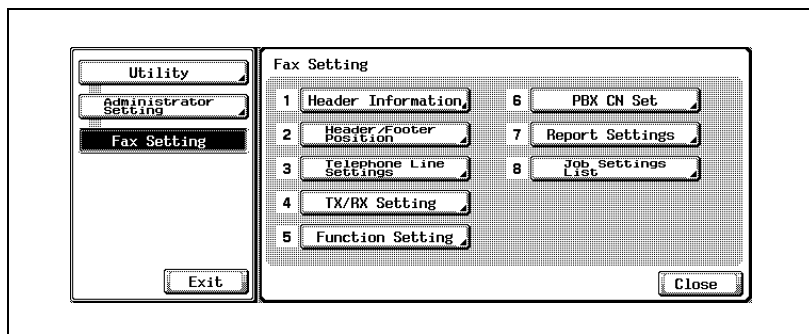 Utility
Administrator
Setting
Fax Setting
Exit
Fax Setting
1 Header Information
2 Header/Footer
Position
3 Telephone Line
Settings
4 TX/RX Setting
5 Function Setting
6 PBX CN Set
7 Report Settings
8 Job Settings
List
Close